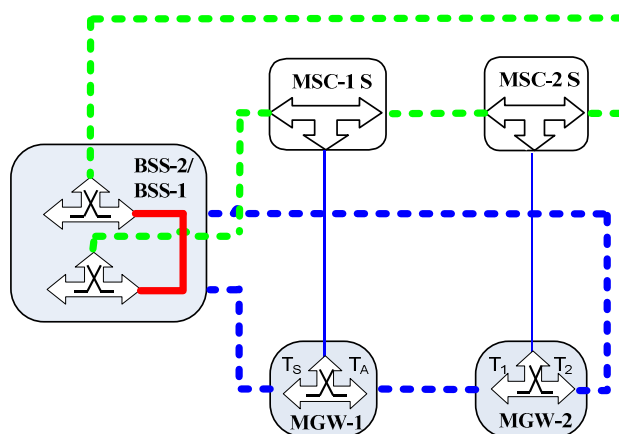 MSC-1 S
MSC-2 S
BSS-2/
BSS-1
TS
TA
T1
T2
MGW-1
MGW-2